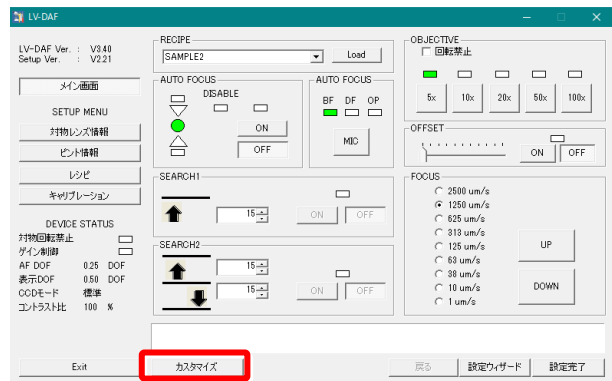 LV-DAF
LV-DAF Ver. : V3.40
Setup Ver. : V2.21
メイン画面
SETUP MENU
対物レンズ情報
ピント情報
レシピ
キャリブレーション
DEVICE STATUS
対物回転禁止
ゲイン制御
AF DOF 0.25 DOF
表示DOF 0.50 DOF
CCDモード 標準
コントラスト比 100 %
Exit
RECIPE
SAMPLE2
Load
AUTO FOCUS
DISABLE
ON
OFF
AUTO FOCUS
BF DF OP
MIC
SEARCH1
15
ON OFF
SEARCH2
15
15
ON OFF
OBJECTIVE
回転禁止
5x 10x 20x 50x 100x
OFFSET
ON OFF
FOCUS
2500 um/s
1250 um/s
625 um/s
313 um/s
125 um/s
63 um/s
38 um/s
10 um/s
1 um/s
UP
DOWN
カスタマイズ
戻る
設定ウィザード
設定完了